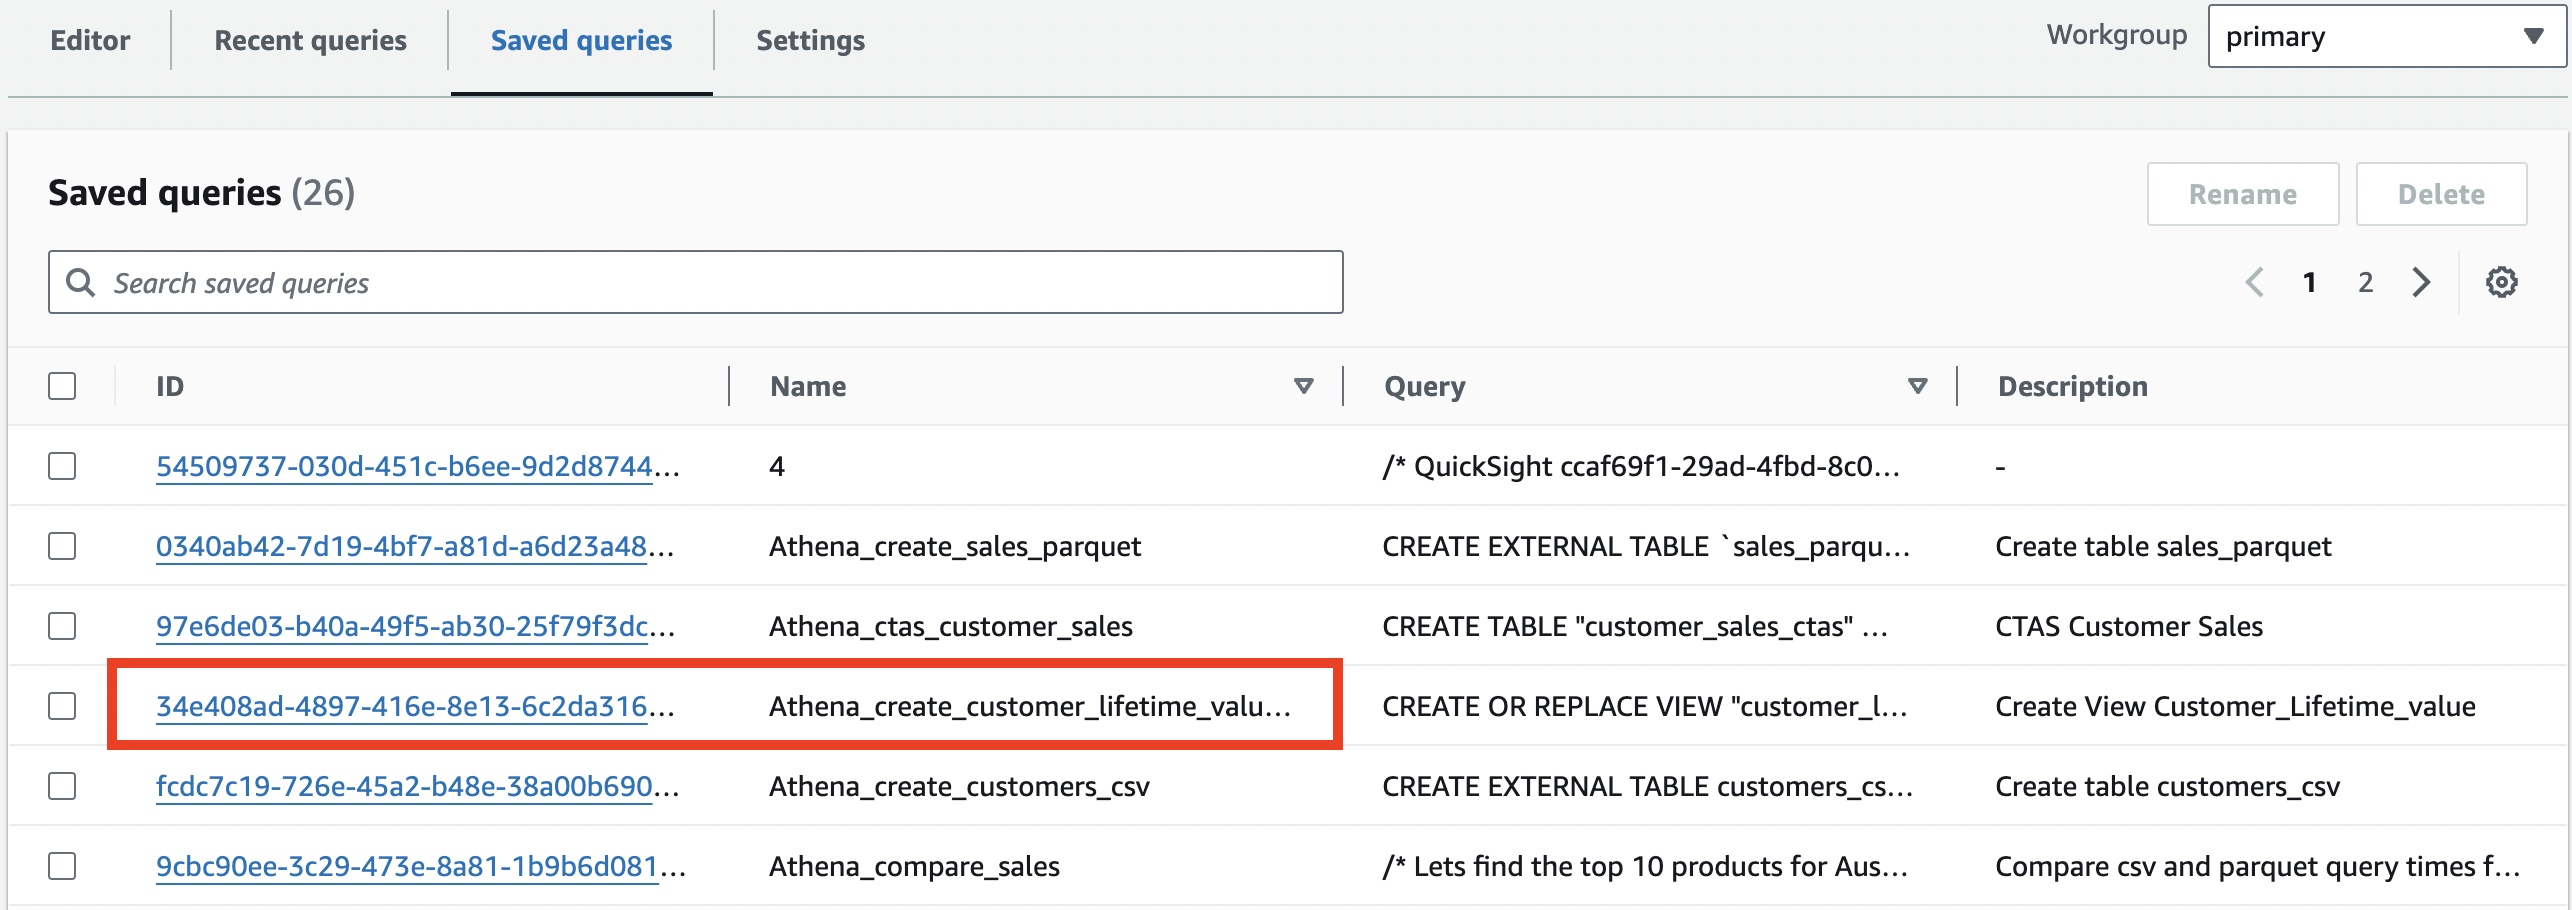 Editor Recent queries Saved queries Settings Workgroup primary
Saved queries (26) Rename Delete
Search saved queries 1 2
ID Name Query Description
54509737-030d-451c-b6ee-9d2d8744... 4 /* QuickSight ccaf69f1-29ad-4fbd-8c0... -
0340ab42-7d19-4bf7-a81d-a6d23a48... Athena_create_sales_parquet CREATE EXTERNAL TABLE `sales_parqu... Create table sales_parquet
97e6de03-b40a-49f5-ab30-25f79f3dc... Athena_ctas_customer_sales CREATE TABLE "customer_sales_ctas" ... CTAS Customer Sales
34e408ad-4897-416e-8e13-6c2da316... Athena_create_customer_lifetime_valu... CREATE OR REPLACE VIEW "customer_l... Create View Customer_Lifetime_value
fcdc7c19-726e-45a2-b48e-38a00b690... Athena_create_customers_csv CREATE EXTERNAL TABLE customers_cs... Create table customers_csv
9cbc90ee-3c29-473e-8a81-1b9b6d081... Athena_compare_sales /* Lets find the top 10 products for Aus... Compare csv and parquet query times f...